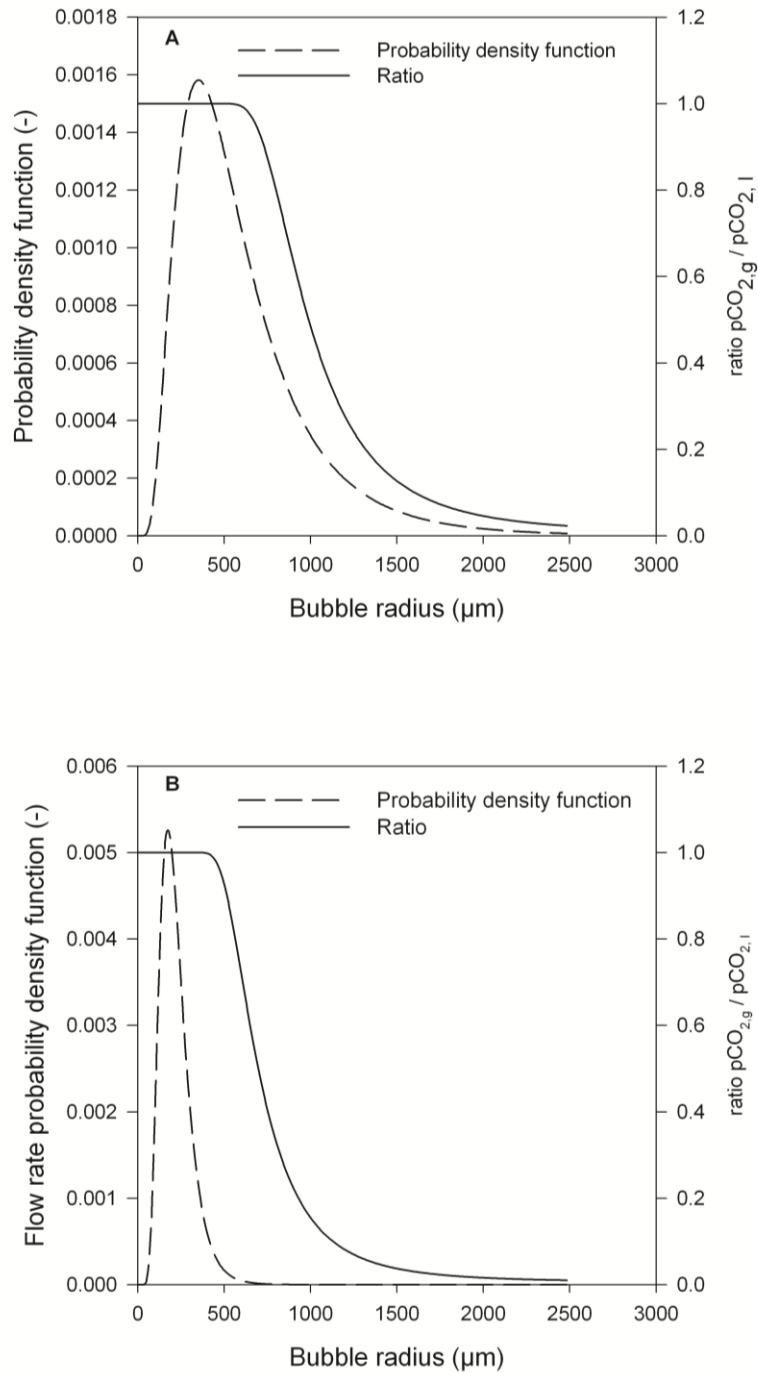 A
Probability density function
Ratio
Probability density function (-)
0.0018
0.0016
0.0014
0.0012
0.0010
0.0008
0.0006
0.0004
0.0002
0.0000
1.2
1.0
0.8
0.6
0.4
0.2
0.0
ratio pCO2,g / pCO2, l
0 500 1000 1500 2000 2500 3000
Bubble radius (µm)
B
Probability density function
Ratio
Flow rate probability density function (-)
0.006
0.005
0.004
0.003
0.002
0.001
0.000
1.2
1.0
0.8
0.6
0.4
0.2
0.0
ratio pCO2,g / pCO2, l
0 500 1000 1500 2000 2500 3000
Bubble radius (µm)